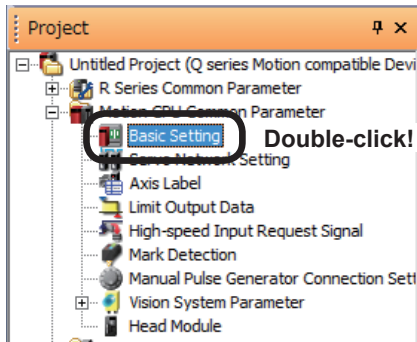 Project
Untitled Project (Q series Motion compatible Devi
R Series Common Parameter
Motion CPU Common Parameter
Basic Setting
Double-click!
Servo Network Setting
Axis Label
Limit Output Data
High-speed Input Request Signal
Mark Detection
Manual Pulse Generator Connection Sett
Vision System Parameter
Head Module